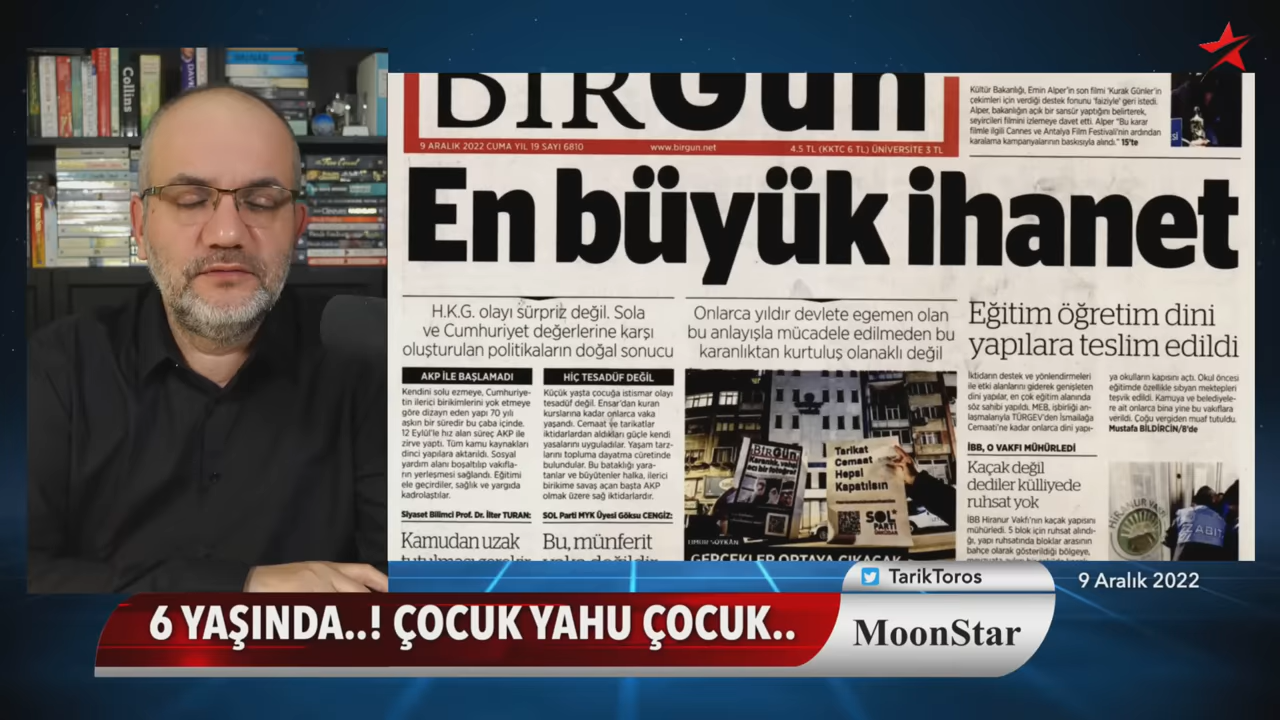 Collins
BİRGün
9 ARALIK 2022 CUMA YIL 19 SAYI 6810
www.birgun.net
4.5 TL (KKTC 6 TL) ÜNİVERSİTE 3 TL
Kültür Bakanlığı, Emin Alper'in son filmi 'Kurak Günler'in
çekimleri için verdiği destek fonunu 'faiziyle' geri istedi.
Alper, bakanlığın açık bir sansür yaptığını belirterek,
seyircileri filmini izlemeye davet etti. Alper "Bu karar
filmle ilgili Cannes ve Antalya Film Festivali'nin ardından
karalama kampanyalarının baskısıyla alındı." 15'te
En büyük ihanet
H.K.G. olayı sürpriz değil. Sola
ve Cumhuriyet değerlerine karşı
oluşturulan politikaların doğal sonucu
Onlarca yıldır devlete egemen olan
bu anlayışla mücadele edilmeden bu
karanlıktan kurtuluş olanaklı değil
AKP İLE BAŞLAMADI
Kendini solu ezmeye, Cumhuriye-
tin ilerici birikimlerini yok etmeye
göre dizayn eden yapı 70 yılı
aşkın bir süredir bu çaba içinde.
12 Eylül'le hız alan süreç AKP ile
zirve yaptı. Tüm kamu kaynakları
dinci yapılara aktarıldı. Sosyal
yardım alanı boşaltılıp vakıfla-
rın yerleşmesi sağlandı. Eğitimi
ele geçirdiler, sağlık ve yargıda
kadrolaştılar.
Siyaset Bilimci Prof. Dr. İlter TURAN:
Kamudan uzak
HİÇ TESADÜF DEĞİL
Küçük yaşta çocuğa istismar olayı
tesadüf değil. Ensar'dan kuran
kurslarına kadar onlarca vaka
yaşandı. Cemaat ve tarikatlar
iktidarlardan aldıkları güçle kendi
yasalarını uyguladılar. Yaşam tarz-
larını topluma dayatma cüretinde
bulundular. Bu bataklığı yara-
tanlar ve büyütenler halka, ilerici
birikime savaş açan başta AKP
olmak üzere sağ iktidarlardır.
SOL Parti MYK Üyesi Göksu CENGİZ:
Bu, münferit
BİRGün
Tarikat
Cemaat
Hepsi
Kapatılsın
SOL
PARTİ
GERÇEKLER ORTAYA ÇIKACAK
Eğitim öğretim dini
yapılara teslim edildi
İktidarın destek ve yönlendirmeleri
ile etki alanlarını giderek genişleten
dini yapılar, en çok eğitim alanında
söz sahibi yapıldı. MEB, işbirliği an-
laşmalarıyla TÜRGEV'den İsmailağa
Cemaati'ne kadar onlarca dini yapı-
ya okulların kapısını açtı. Okul öncesi
eğitimde özellikle sıbyan mektepleri
teşvik edildi. Kamuya ve belediyele-
re ait onlarca bina yine bu vakıflara
verildi. Çoğu vergiden muaf tutuldu.
Mustafa BİLDİRCİN/8'de
İBB, O VAKFI MÜHÜRLEDİ
Kaçak değil
dediler külliyede
ruhsat yok
İBB Hiranur Vakfı'nın kaçak yapısını
mühürledi. 5 blok için ruhsat alındı-
ğı, yapı ruhsatında bloklar arasının
bahçe olarak gösterildiği bölgeye,
HİRANUR VAKFI
ZABIT
TarikToros
9 Aralık 2022
6 YAŞINDA..! ÇOCUK YAHU ÇOCUK..
MoonStar